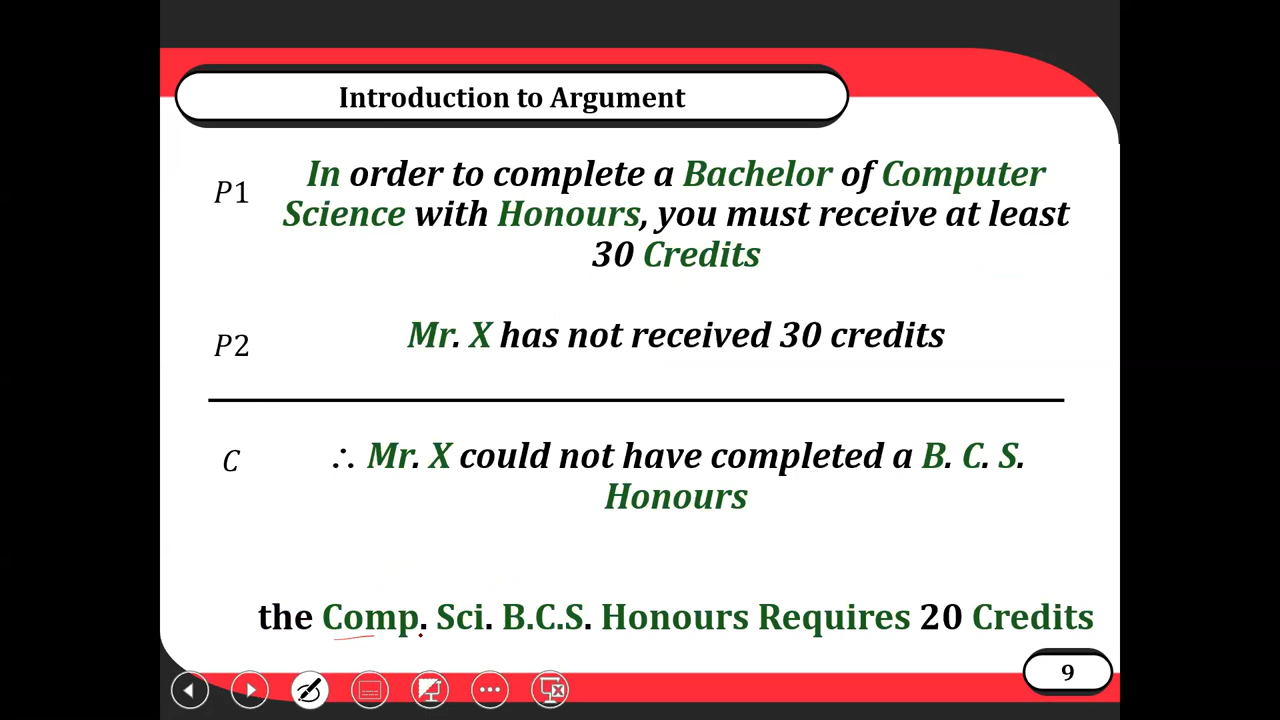 Introduction to Argument
P1
In order to complete a Bachelor of Computer
Science with Honours, you must receive at least
30 Credits
P2
Mr. X has not received 30 credits
C
∴ Mr. X could not have completed a B. C. S.
Honours
the Comp. Sci. B.C.S. Honours Requires 20 Credits
9